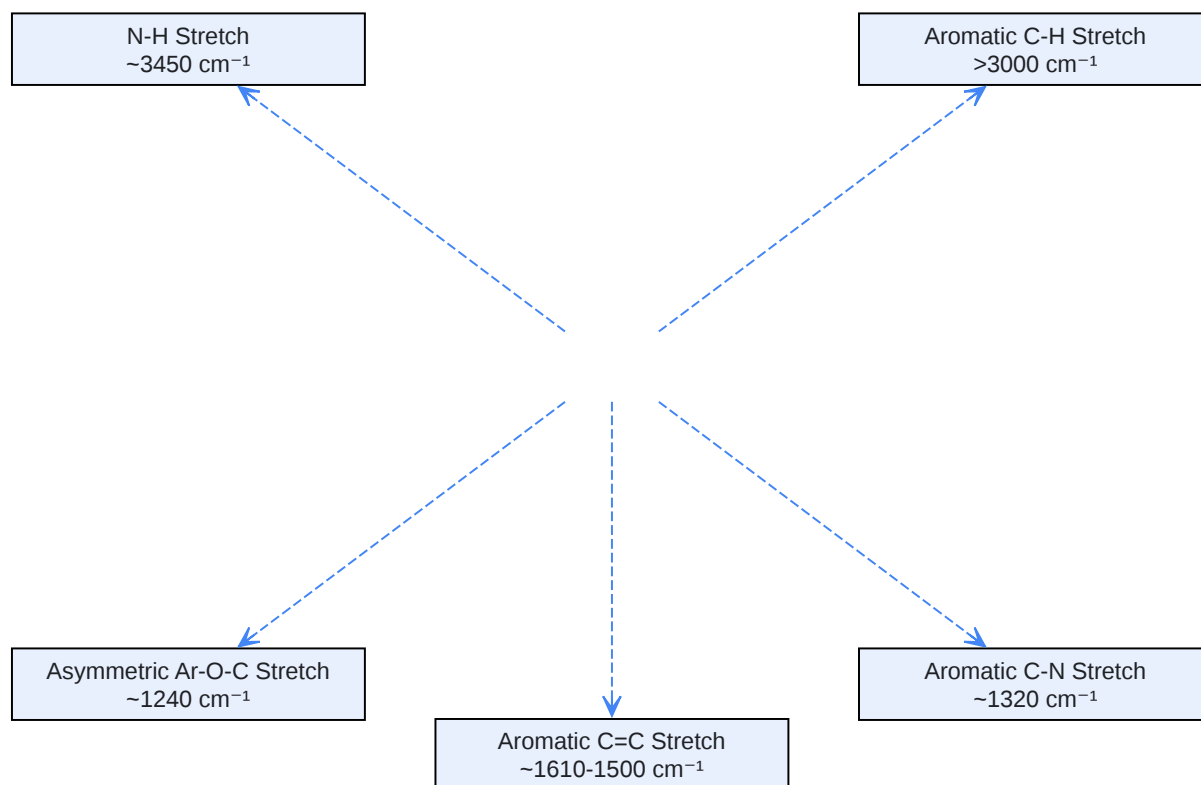 N-H Stretch
~3450 cm⁻¹
Aromatic C-H Stretch
>3000 cm⁻¹
Asymmetric Ar-O-C Stretch
~1240 cm⁻¹
Aromatic C=C Stretch
~1610-1500 cm⁻¹
Aromatic C-N Stretch
~1320 cm⁻¹